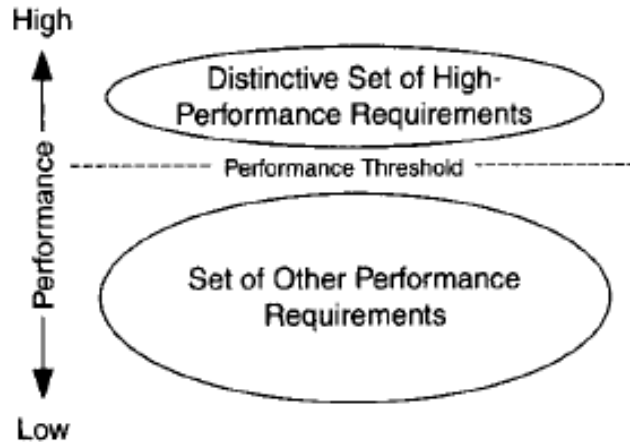 High
Distinctive Set of High-
Performance Requirements
Performance Threshold
Performance
Set of Other Performance
Requirements
Low